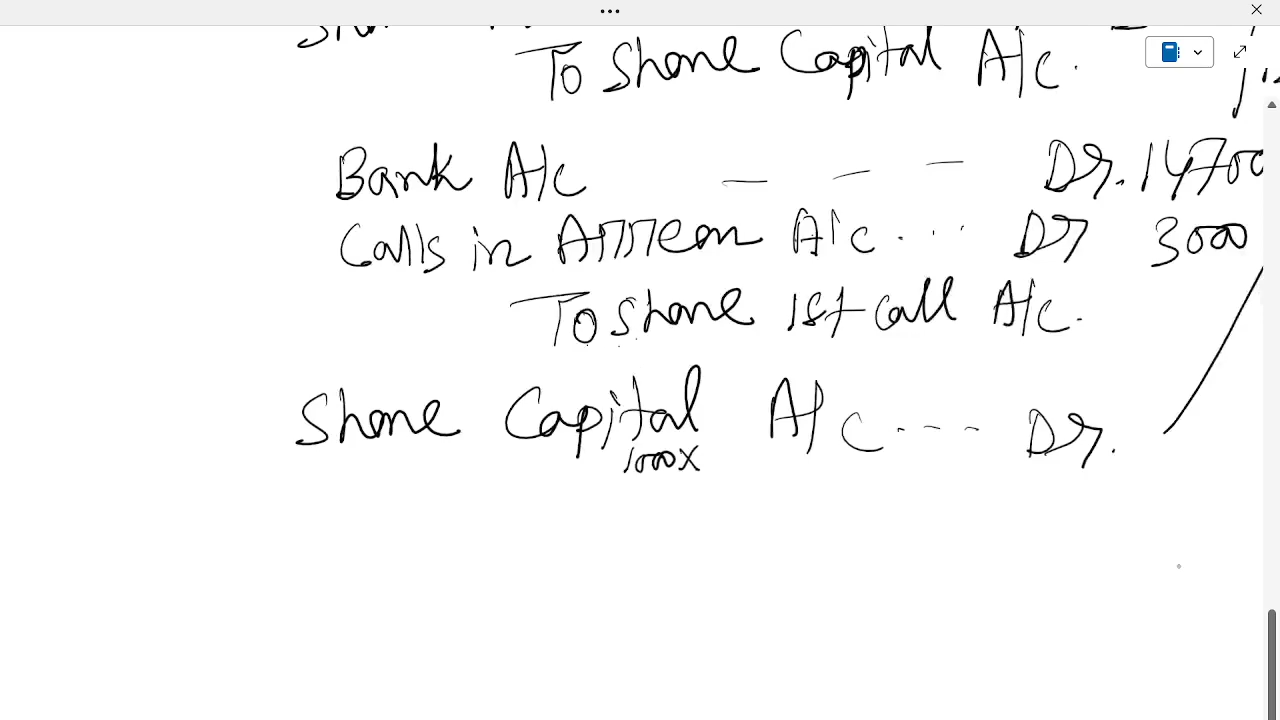 To Share Capital A/c.
Bank A/c — — — Dr. 14700
Calls in Arrear A/c ... Dr 3000
To Share 1st call A/c.
Share Capital A/c ... Dr.
1000x